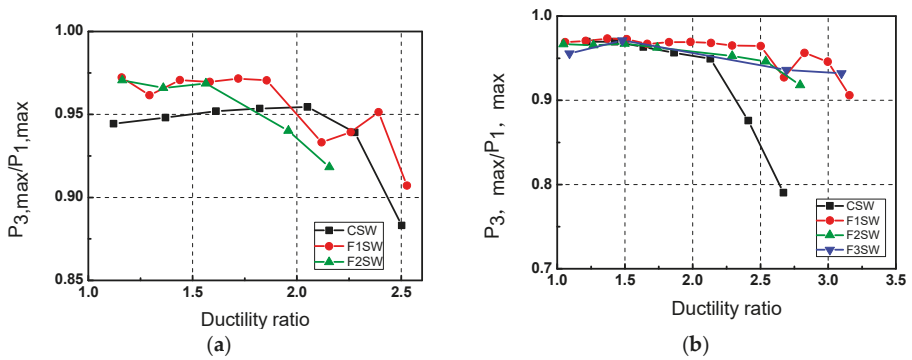 1.00
0.95
0.90
0.85
P3,max/P1,max
1.0
1.5
2.0
2.5
Ductility ratio
CSW
F1SW
F2SW
(a)
1.0
0.9
0.8
0.7
P3, max/P1, max
1.0
1.5
2.0
2.5
3.0
3.5
Ductility ratio
CSW
F1SW
F2SW
F3SW
(b)